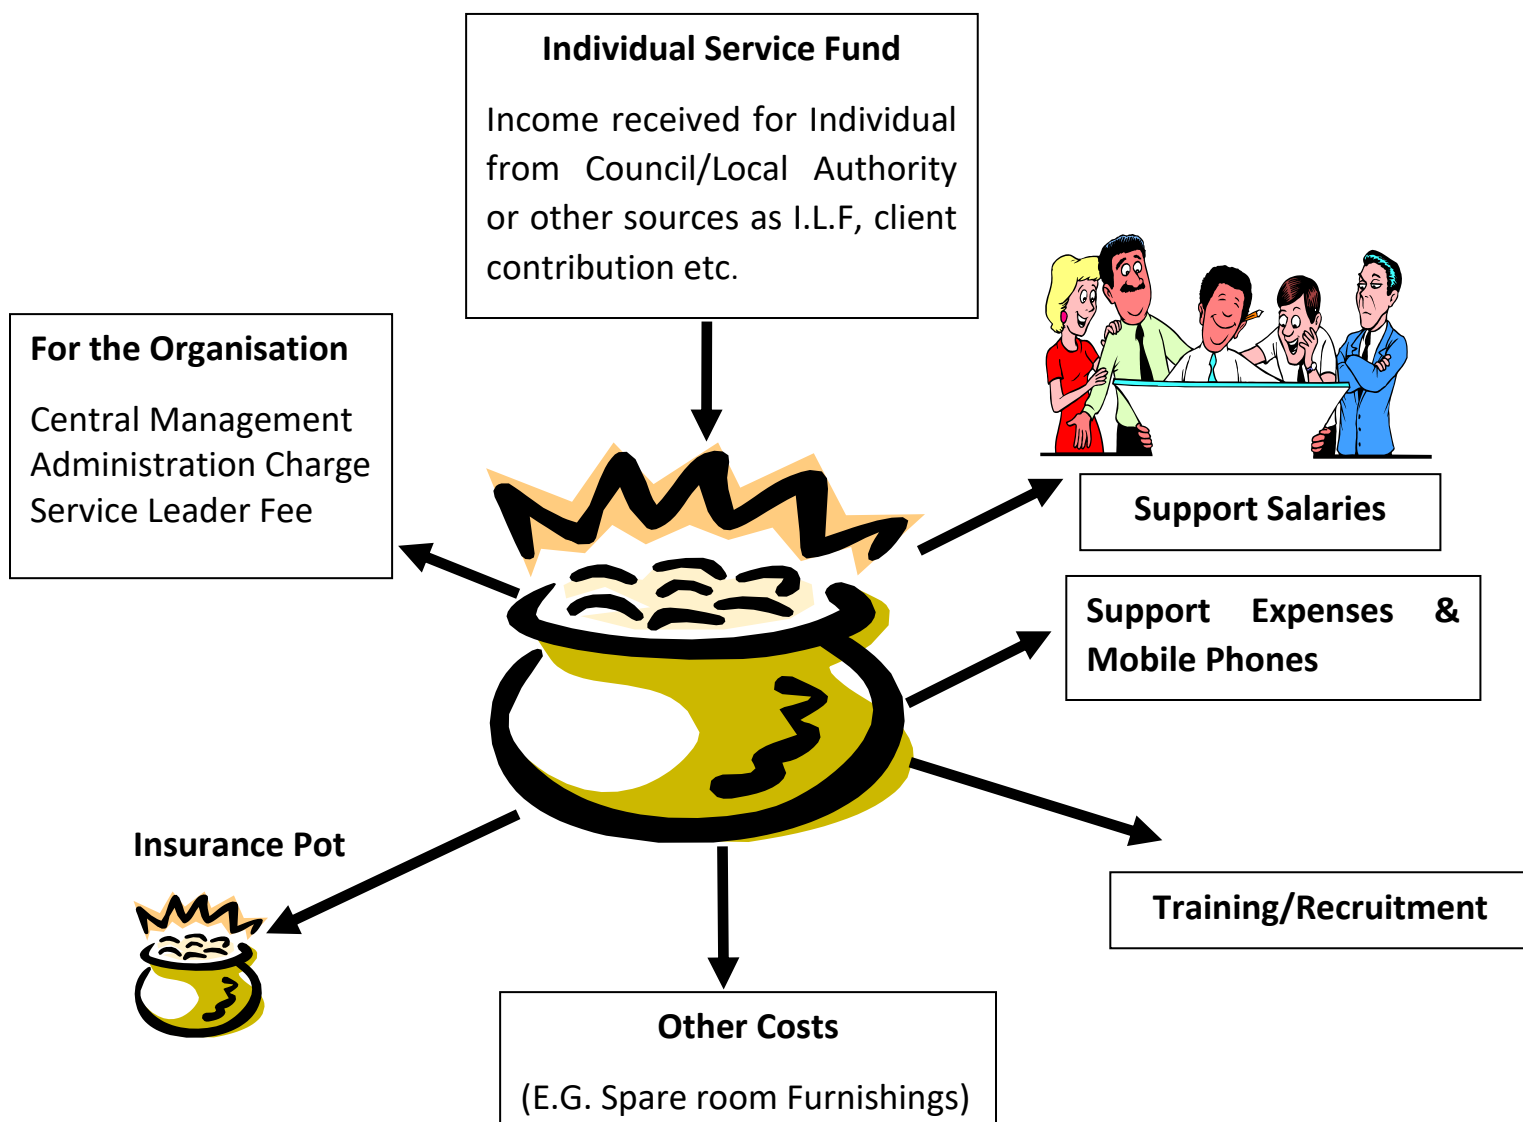 Individual Service Fund
Income received for Individual
from Council/Local Authority
or other sources as I.L.F, client
contribution etc.
For the Organisation
Central Management
Administration Charge
Service Leader Fee
Support Salaries
Support Expenses &
Mobile Phones
Insurance Pot
Training/Recruitment
Other Costs
(E.G. Spare room Furnishings)